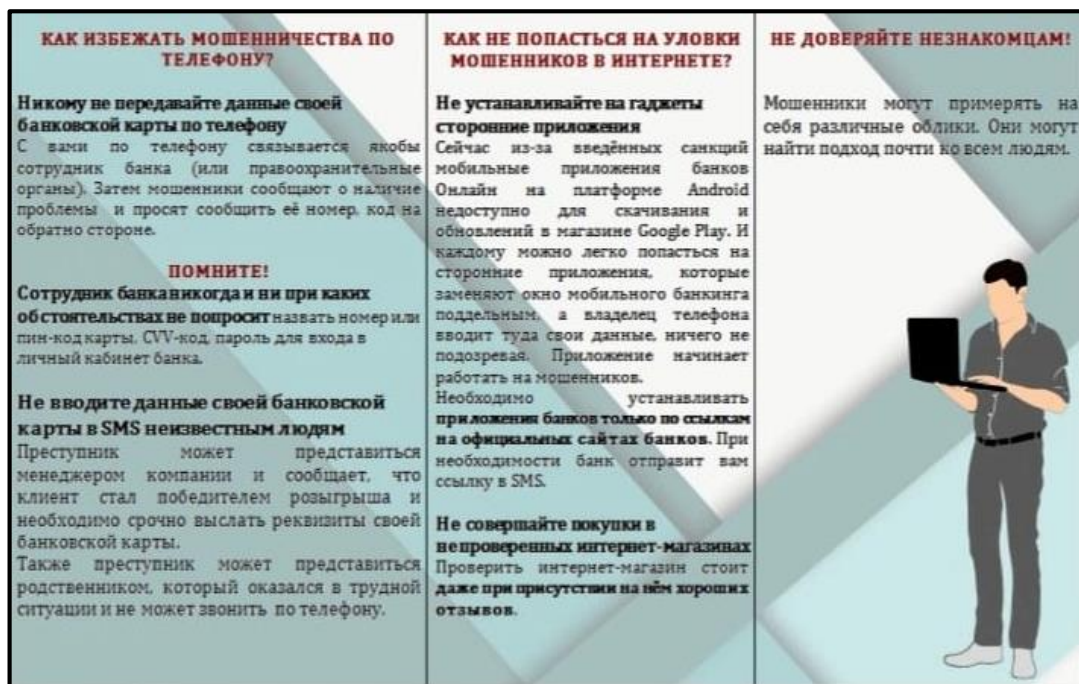 КАК ИЗБЕЖАТЬ МОШЕННИЧЕСТВА ПО
ТЕЛЕФОНУ?
Никому не передавайте данные своей
банковской карты по телефону
С вами по телефону связывается якобы
сотрудник банка (или правоохранительные
органы). Затем мошенники сообщают о наличие
проблемы и просят сообщить её номер, код на
обратно стороне.
ПОМНИТЕ!
Сотрудник банка никогда и ни при каких
обстоятельствах не попросит назвать номер или
пин-код карты, CVV-код, пароль для входа в
личный кабинет банка.
Не вводите данные своей банковской
карты в SMS неизвестным людям
Преступник может представиться
менеджером компании и сообщает, что
клиент стал победителем розыгрыша и
необходимо срочно выслать реквизиты своей
банковской карты.
Также преступник может представиться
родственником, который оказался в трудной
ситуации и не может звонить по телефону.
КАК НЕ ПОПАСТЬСЯ НА УЛОВКИ
МОШЕННИКОВ В ИНТЕРНЕТЕ?
Не устанавливайте на гаджеты
сторонние приложения
Сейчас из-за введённых санкций
мобильные приложения банков
Онлайн на платформе Android
недоступно для скачивания и
обновлений в магазине Google Play. И
каждому можно легко попасться на
сторонние приложения, которые
заменяют окно мобильного банкинга
поддельным, а владелец телефона
вводит туда свои данные, ничего не
подозревая. Приложение начинает
работать на мошенников.
Необходимо устанавливать
приложения банков только по ссылкам
на официальных сайтах банков. При
необходимости банк отправит вам
ссылку в SMS.
Не совершайте покупки в
непроверенных интернет-магазинах
Проверить интернет-магазин стоит
даже при присутствии на нём хороших
отзывов.
НЕ ДОВЕРЯЙТЕ НЕЗНАКОМЦАМ!
Мошенники могут примерять на
себя различные облики. Они могут
найти подход почти ко всем людям.